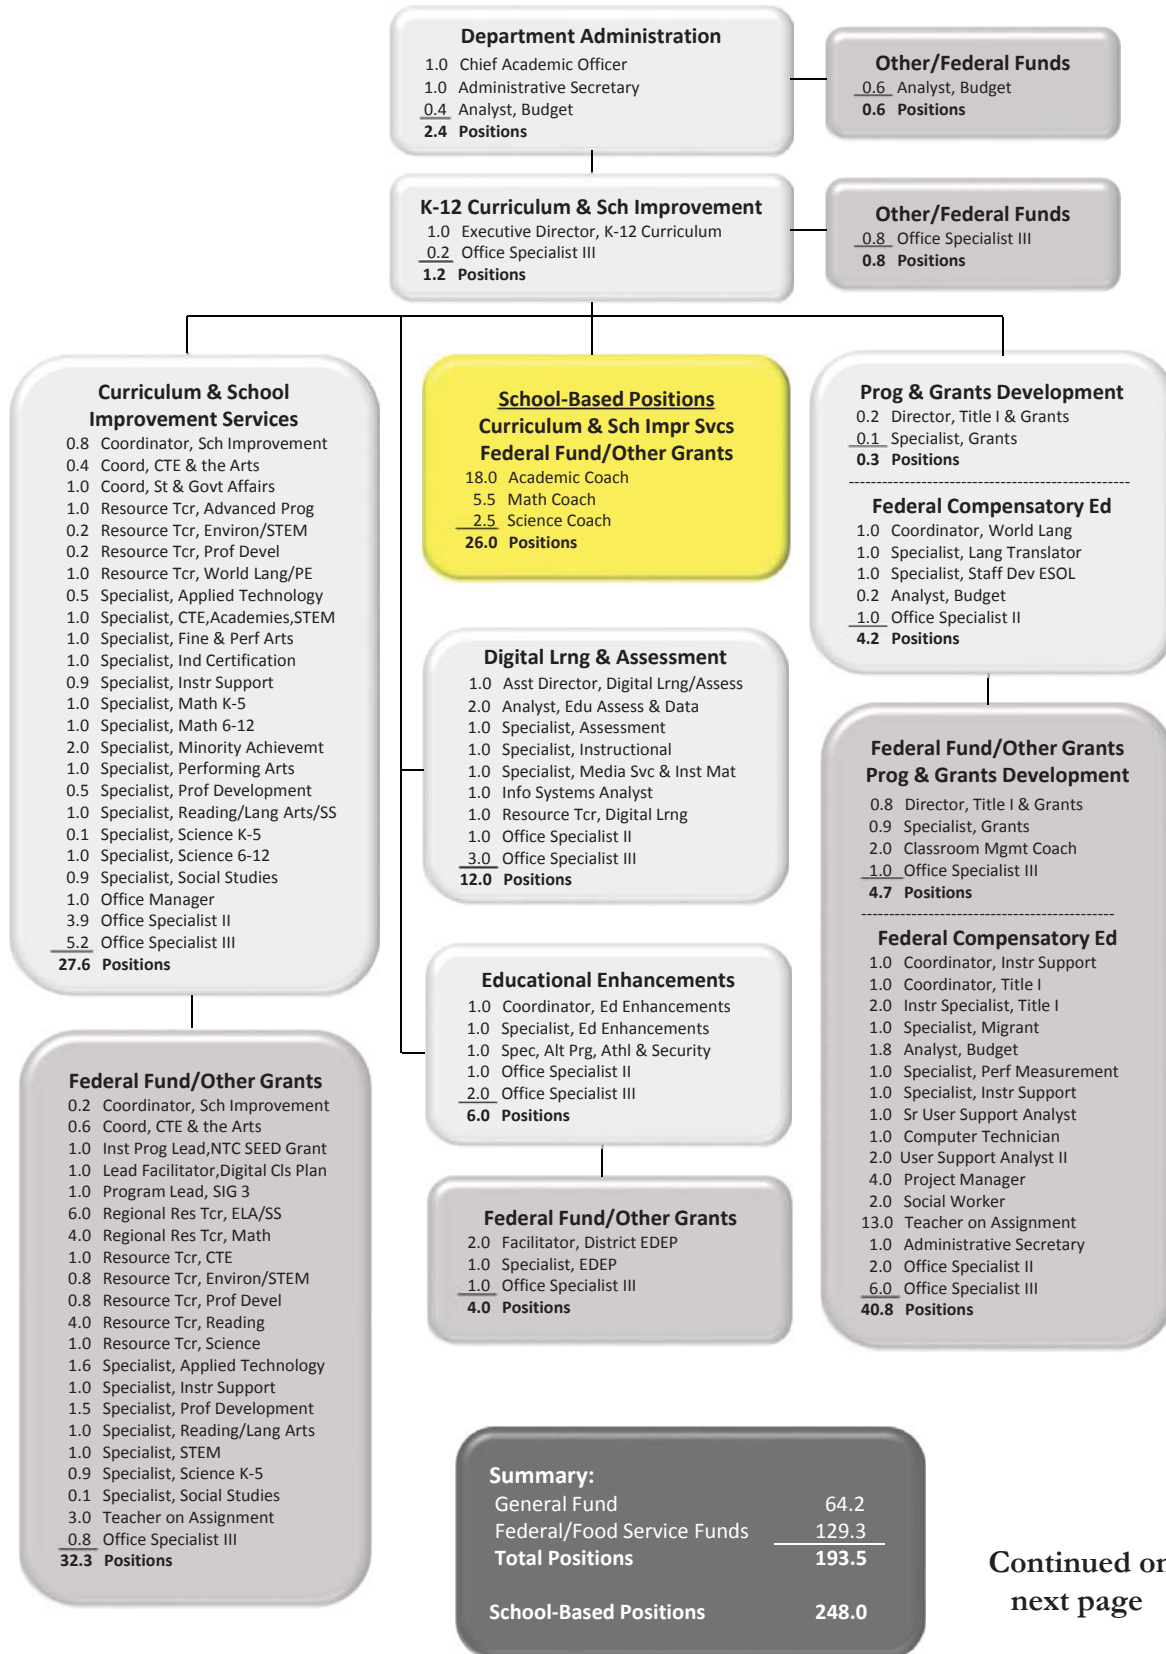 Department Administration
1.0 Chief Academic Officer
1.0 Administrative Secretary
0.4 Analyst, Budget
2.4 Positions
Other/Federal Funds
0.6 Analyst, Budget
0.6 Positions
K-12 Curriculum & Sch Improvement
1.0 Executive Director, K-12 Curriculum
0.2 Office Specialist III
1.2 Positions
Other/Federal Funds
0.8 Office Specialist III
0.8 Positions
Curriculum & School
Improvement Services
0.8 Coordinator, Sch Improvement
0.4 Coord, CTE & the Arts
1.0 Coord, St & Govt Affairs
1.0 Resource Tcr, Advanced Prog
0.2 Resource Tcr, Environ/STEM
0.2 Resource Tcr, Prof Devel
1.0 Resource Tcr, World Lang/PE
0.5 Specialist, Applied Technology
1.0 Specialist, CTE,Academies,STEM
1.0 Specialist, Fine & Perf Arts
1.0 Specialist, Ind Certification
0.9 Specialist, Instr Support
1.0 Specialist, Math K-5
1.0 Specialist, Math 6-12
2.0 Specialist, Minority Achievemt
1.0 Specialist, Performing Arts
0.5 Specialist, Prof Development
1.0 Specialist, Reading/Lang Arts/SS
0.1 Specialist, Science K-5
1.0 Specialist, Science 6-12
0.9 Specialist, Social Studies
1.0 Office Manager
3.9 Office Specialist II
5.2 Office Specialist III
27.6 Positions
Federal Fund/Other Grants
0.2 Coordinator, Sch Improvement
0.6 Coord, CTE & the Arts
1.0 Inst Prog Lead,NTC SEED Grant
1.0 Lead Facilitator,Digital Cls Plan
1.0 Program Lead, SIG 3
6.0 Regional Res Tcr, ELA/SS
4.0 Regional Res Tcr, Math
1.0 Resource Tcr, CTE
0.8 Resource Tcr, Environ/STEM
0.8 Resource Tcr, Prof Devel
4.0 Resource Tcr, Reading
1.0 Resource Tcr, Science
1.6 Specialist, Applied Technology
1.0 Specialist, Instr Support
1.5 Specialist, Prof Development
1.0 Specialist, Reading/Lang Arts
1.0 Specialist, STEM
0.9 Specialist, Science K-5
0.1 Specialist, Social Studies
3.0 Teacher on Assignment
0.8 Office Specialist III
32.3 Positions
School-Based Positions
Curriculum & Sch Impr Svcs
Federal Fund/Other Grants
18.0 Academic Coach
5.5 Math Coach
2.5 Science Coach
26.0 Positions
Digital Lrng & Assessment
1.0 Asst Director, Digital Lrng/Assess
2.0 Analyst, Edu Assess & Data
1.0 Specialist, Assessment
1.0 Specialist, Instructional
1.0 Specialist, Media Svc & Inst Mat
1.0 Info Systems Analyst
1.0 Resource Tcr, Digital Lrng
1.0 Office Specialist II
3.0 Office Specialist III
12.0 Positions
Educational Enhancements
1.0 Coordinator, Ed Enhancements
1.0 Specialist, Ed Enhancements
1.0 Spec, Alt Prg, Athl & Security
1.0 Office Specialist II
2.0 Office Specialist III
6.0 Positions
Federal Fund/Other Grants
2.0 Facilitator, District EDEP
1.0 Specialist, EDEP
1.0 Office Specialist III
4.0 Positions
Prog & Grants Development
0.2 Director, Title I & Grants
0.1 Specialist, Grants
0.3 Positions
Federal Compensatory Ed
1.0 Coordinator, World Lang
1.0 Specialist, Lang Translator
1.0 Specialist, Staff Dev ESOL
0.2 Analyst, Budget
1.0 Office Specialist II
4.2 Positions
Federal Fund/Other Grants
Prog & Grants Development
0.8 Director, Title I & Grants
0.9 Specialist, Grants
2.0 Classroom Mgmt Coach
1.0 Office Specialist III
4.7 Positions
Federal Compensatory Ed
1.0 Coordinator, Instr Support
1.0 Coordinator, Title I
2.0 Instr Specialist, Title I
1.0 Specialist, Migrant
1.8 Analyst, Budget
1.0 Specialist, Perf Measurement
1.0 Specialist, Instr Support
1.0 Sr User Support Analyst
1.0 Computer Technician
2.0 User Support Analyst II
4.0 Project Manager
2.0 Social Worker
13.0 Teacher on Assignment
1.0 Administrative Secretary
2.0 Office Specialist II
6.0 Office Specialist III
40.8 Positions
Summary:
General Fund 64.2
Federal/Food Service Funds 129.3
Total Positions 193.5
School-Based Positions 248.0
Continued on
next page